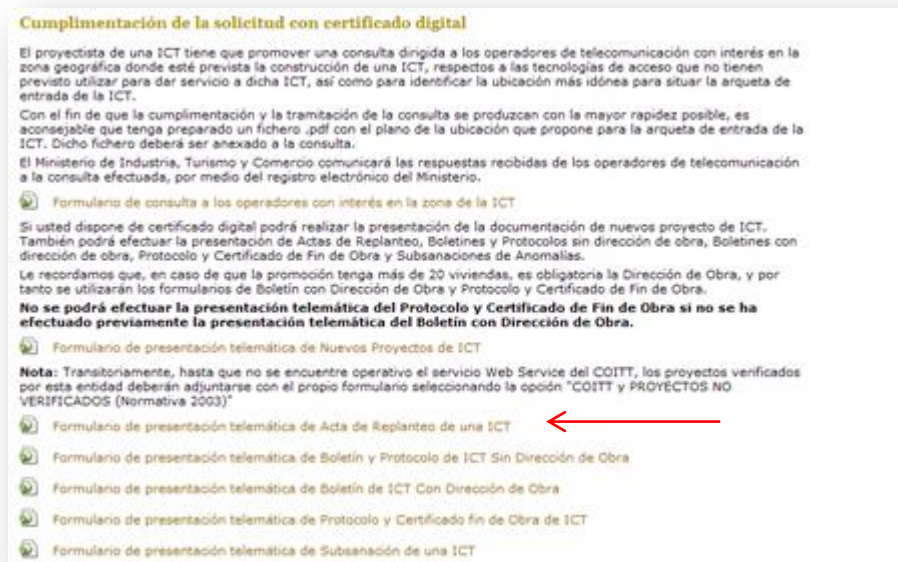 Cumplimentación de la solicitud con certificado digital
El proyectista de una ICT tiene que promover una consulta dirigida a los operadores de telecomunicación con interés en la
zona geográfica donde esté prevista la construcción de una ICT, respectos a las tecnologías de acceso que no tienen
previsto utilizar para dar servicio a dicha ICT, así como para identificar la ubicación más idónea para situar la arqueta de
entrada de la ICT.
Con el fin de que la cumplimentación y la tramitación de la consulta se produzcan con la mayor rapidez posible, es
aconsejable que tenga preparado un fichero .pdf con el plano de la ubicación que propone para la arqueta de entrada de la
ICT. Dicho fichero deberá ser anexado a la consulta.
El Ministerio de Industria, Turismo y Comercio comunicará las respuestas recibidas de los operadores de telecomunicación
a la consulta efectuada, por medio del registro electrónico del Ministerio.
Formulario de consulta a los operadores con interés en la zona de la ICT
Si usted dispone de certificado digital podrá realizar la presentación de la documentación de nuevos proyecto de ICT.
También podrá efectuar la presentación de Actas de Replanteo, Boletines y Protocolos sin dirección de obra, Boletines con
dirección de obra, Protocolo y Certificado de Fin de Obra y Subsanaciones de Anomalías.
Le recordamos que, en caso de que la promoción tenga más de 20 viviendas, es obligatoria la Dirección de Obra, y por
tanto se utilizarán los formularios de Boletín con Dirección de Obra y Protocolo y Certificado de Fin de Obra.
No se podrá efectuar la presentación telemática del Protocolo y Certificado de Fin de Obra si no se ha
efectuado previamente la presentación telemática del Boletín con Dirección de Obra.
Formulario de presentación telemática de Nuevos Proyectos de ICT
Nota: Transitoriamente, hasta que no se encuentre operativo el servicio Web Service del COITT, los proyectos verificados
por esta entidad deberán adjuntarse con el propio formulario seleccionando la opción "COITT y PROYECTOS NO
VERIFICADOS (Normativa 2003)"
Formulario de presentación telemática de Acta de Replanteo de una ICT
Formulario de presentación telemática de Boletín y Protocolo de ICT Sin Dirección de Obra
Formulario de presentación telemática de Boletín de ICT Con Dirección de Obra
Formulario de presentación telemática de Protocolo y Certificado fin de Obra de ICT
Formulario de presentación telemática de Subsanación de una ICT